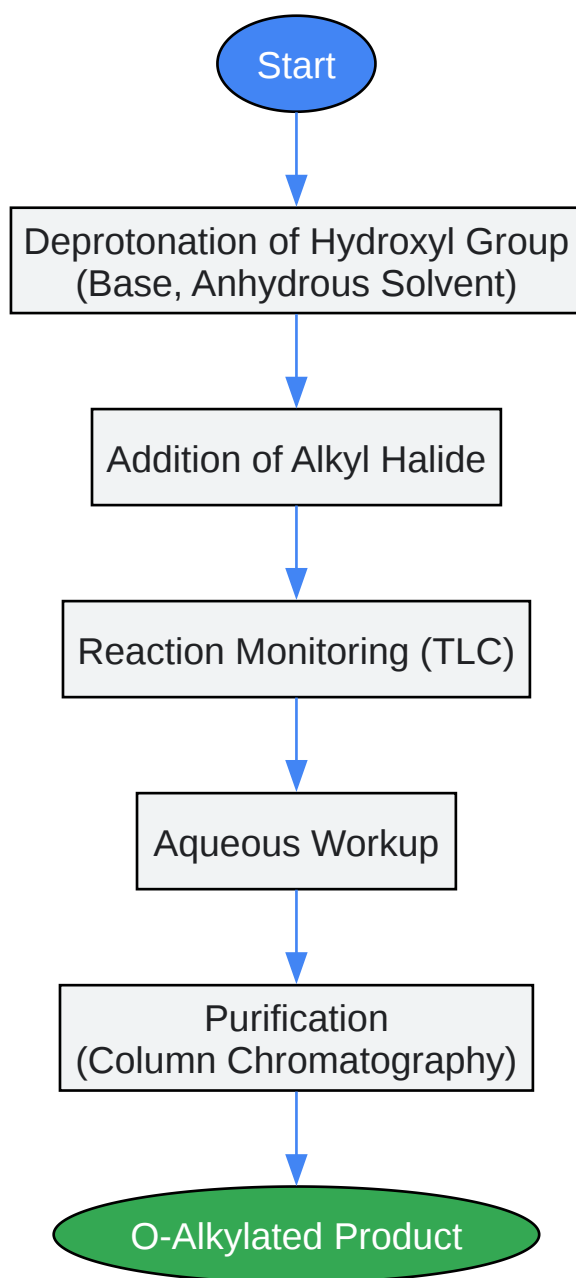 Start
Deprotonation of Hydroxyl Group
(Base, Anhydrous Solvent)
Addition of Alkyl Halide
Reaction Monitoring (TLC)
Aqueous Workup
Purification
(Column Chromatography)
O-Alkylated Product